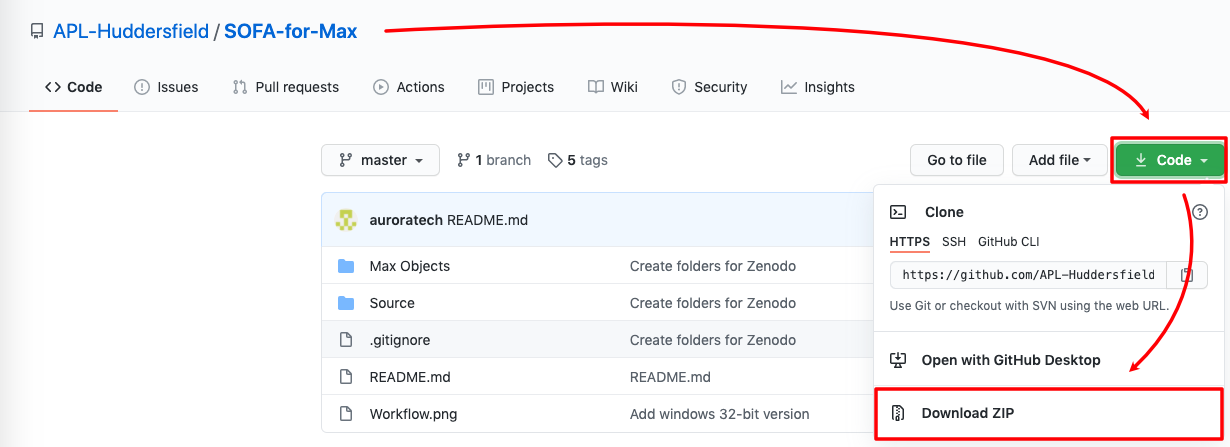 APL-Huddersfield / SOFA-for-Max
Code Issues Pull requests Actions Projects Wiki Security Insights
master 1 branch 5 tags Go to file Add file Code
auroratech README.md
Max Objects Create folders for Zenodo
Source Create folders for Zenodo
.gitignore Create folders for Zenodo
README.md README.md
Workflow.png Add windows 32-bit version
Clone
HTTPS SSH GitHub CLI
https://github.com/APL-Huddersfield
Use Git or checkout with SVN using the web URL.
Open with GitHub Desktop
Download ZIP